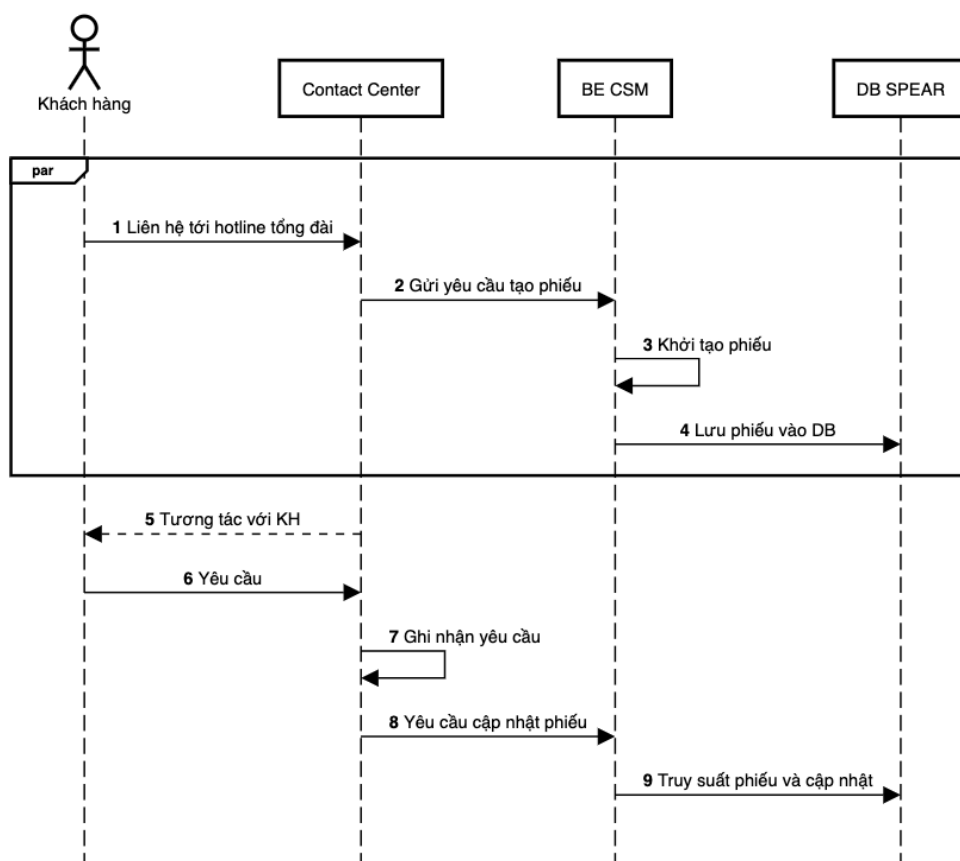 Khách hàng
Contact Center
BE CSM
DB SPEAR
par
1 Liên hệ tới hotline tổng đài
2 Gửi yêu cầu tạo phiếu
3 Khởi tạo phiếu
4 Lưu phiếu vào DB
5 Tương tác với KH
6 Yêu cầu
7 Ghi nhận yêu cầu
8 Yêu cầu cập nhật phiếu
9 Truy suất phiếu và cập nhật